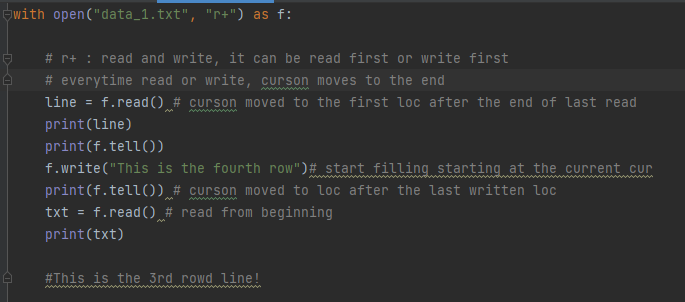 with open("data_1.txt", "r+") as f:
# r+ : read and write, it can be read first or write first
# everytime read or write, curson moves to the end
line = f.read() # curson moved to the first loc after the end of last read
print(line)
print(f.tell())
f.write("This is the fourth row")# start filling starting at the current cur
print(f.tell()) # curson moved to loc after the last written loc
txt = f.read() # read from beginning
print(txt)
#This is the 3rd rowd line!